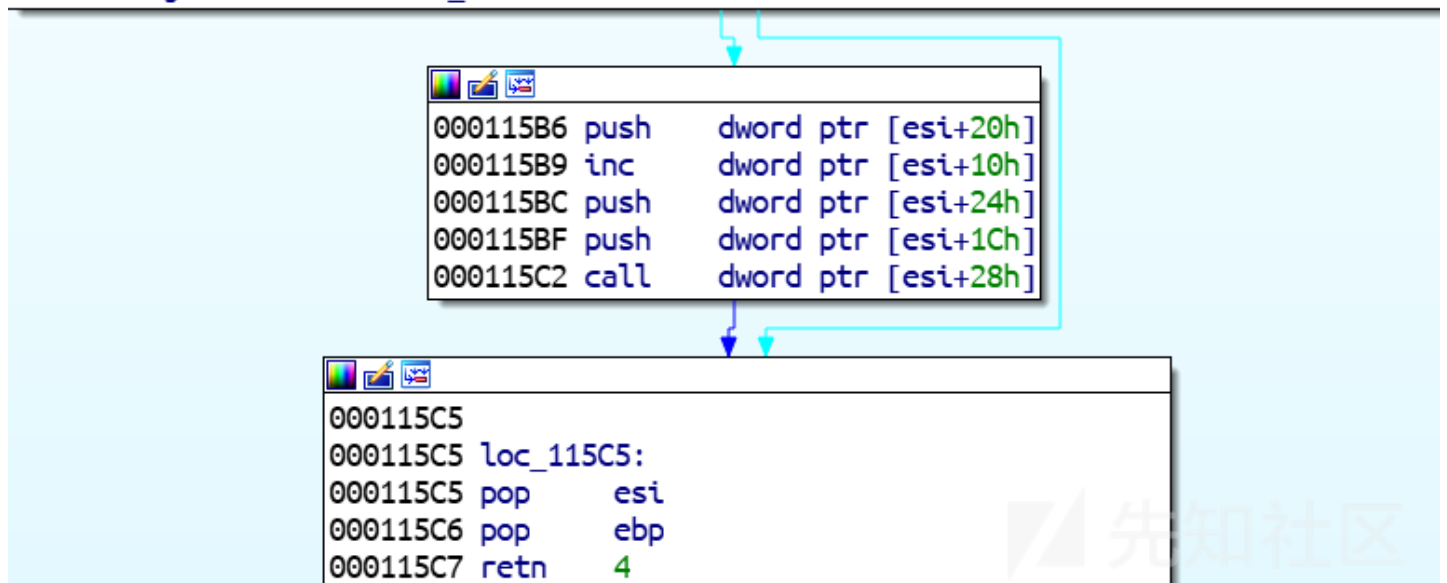 000115B6 push    dword ptr [esi+20h]
000115B9 inc     dword ptr [esi+10h]
000115BC push    dword ptr [esi+24h]
000115BF push    dword ptr [esi+1Ch]
000115C2 call    dword ptr [esi+28h]
000115C5
000115C5 loc_115C5:
000115C5 pop     esi
000115C6 pop     ebp
000115C7 retn    4
先知社区